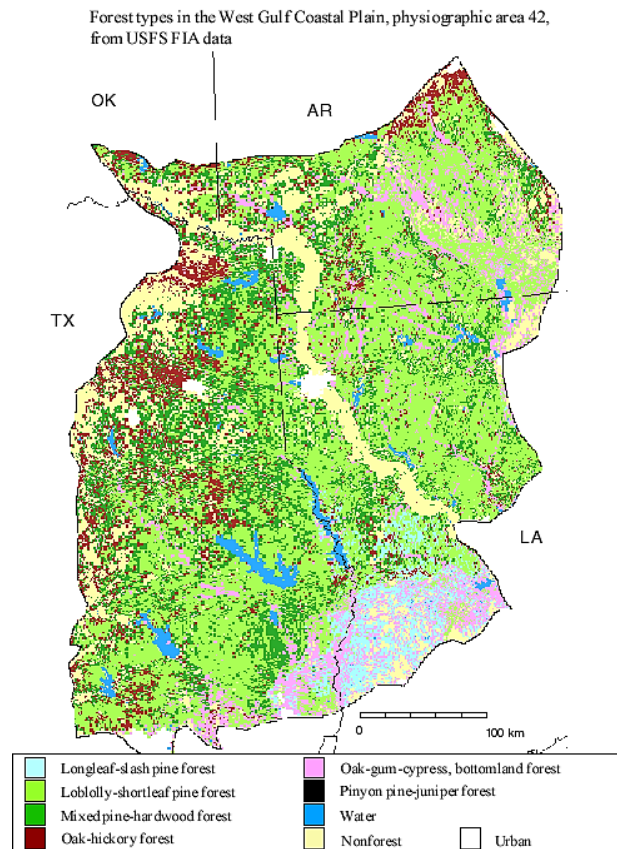 Forest types in the West Gulf Coastal Plain, physiographic area 42,
from USFS FIA data
OK
AR
TX
LA
100 km
Longleaf-slash pine forest
Oak-gum-cypress, bottomland forest
Loblolly-shortleaf pine forest
Pinyon pine-juniper forest
Mixed pine-hardwood forest
Water
Oak-hickory forest
Nonforest
Urban